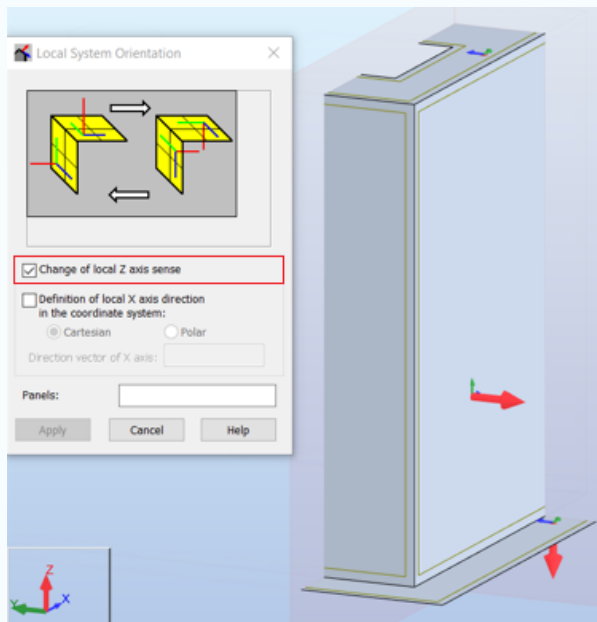 Local System Orientation
Change of local Z axis sense
Definition of local X axis direction
in the coordinate system:
Cartesian
Polar
Direction vector of X axis:
Panels:
Apply
Cancel
Help
Z
Y
X